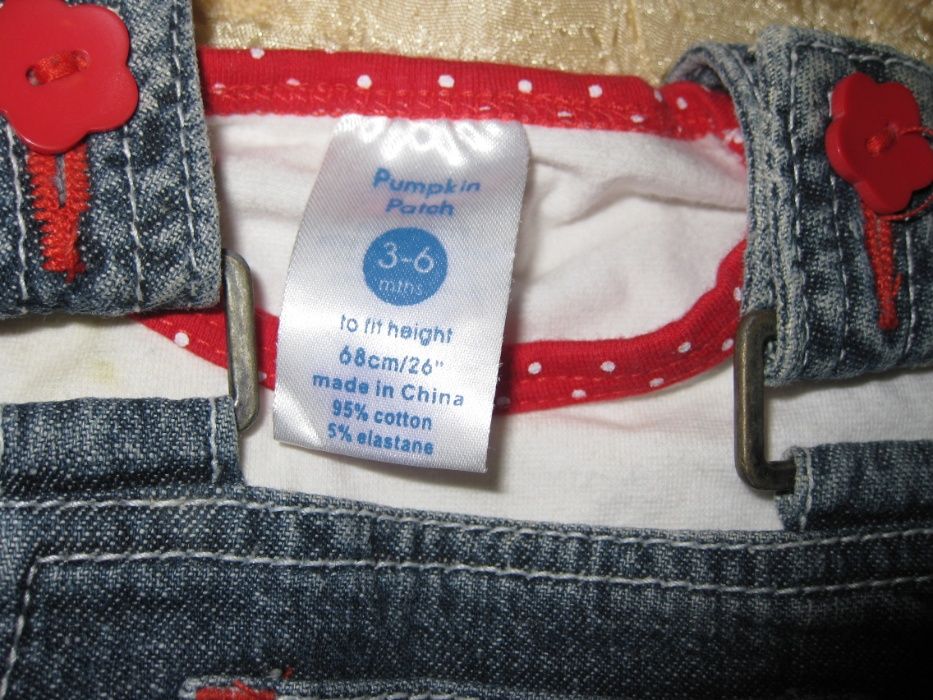 Pumpkin
Patch
3-6
mths
to fit height
68cm/26"
made in China
95% cotton
5% elastane